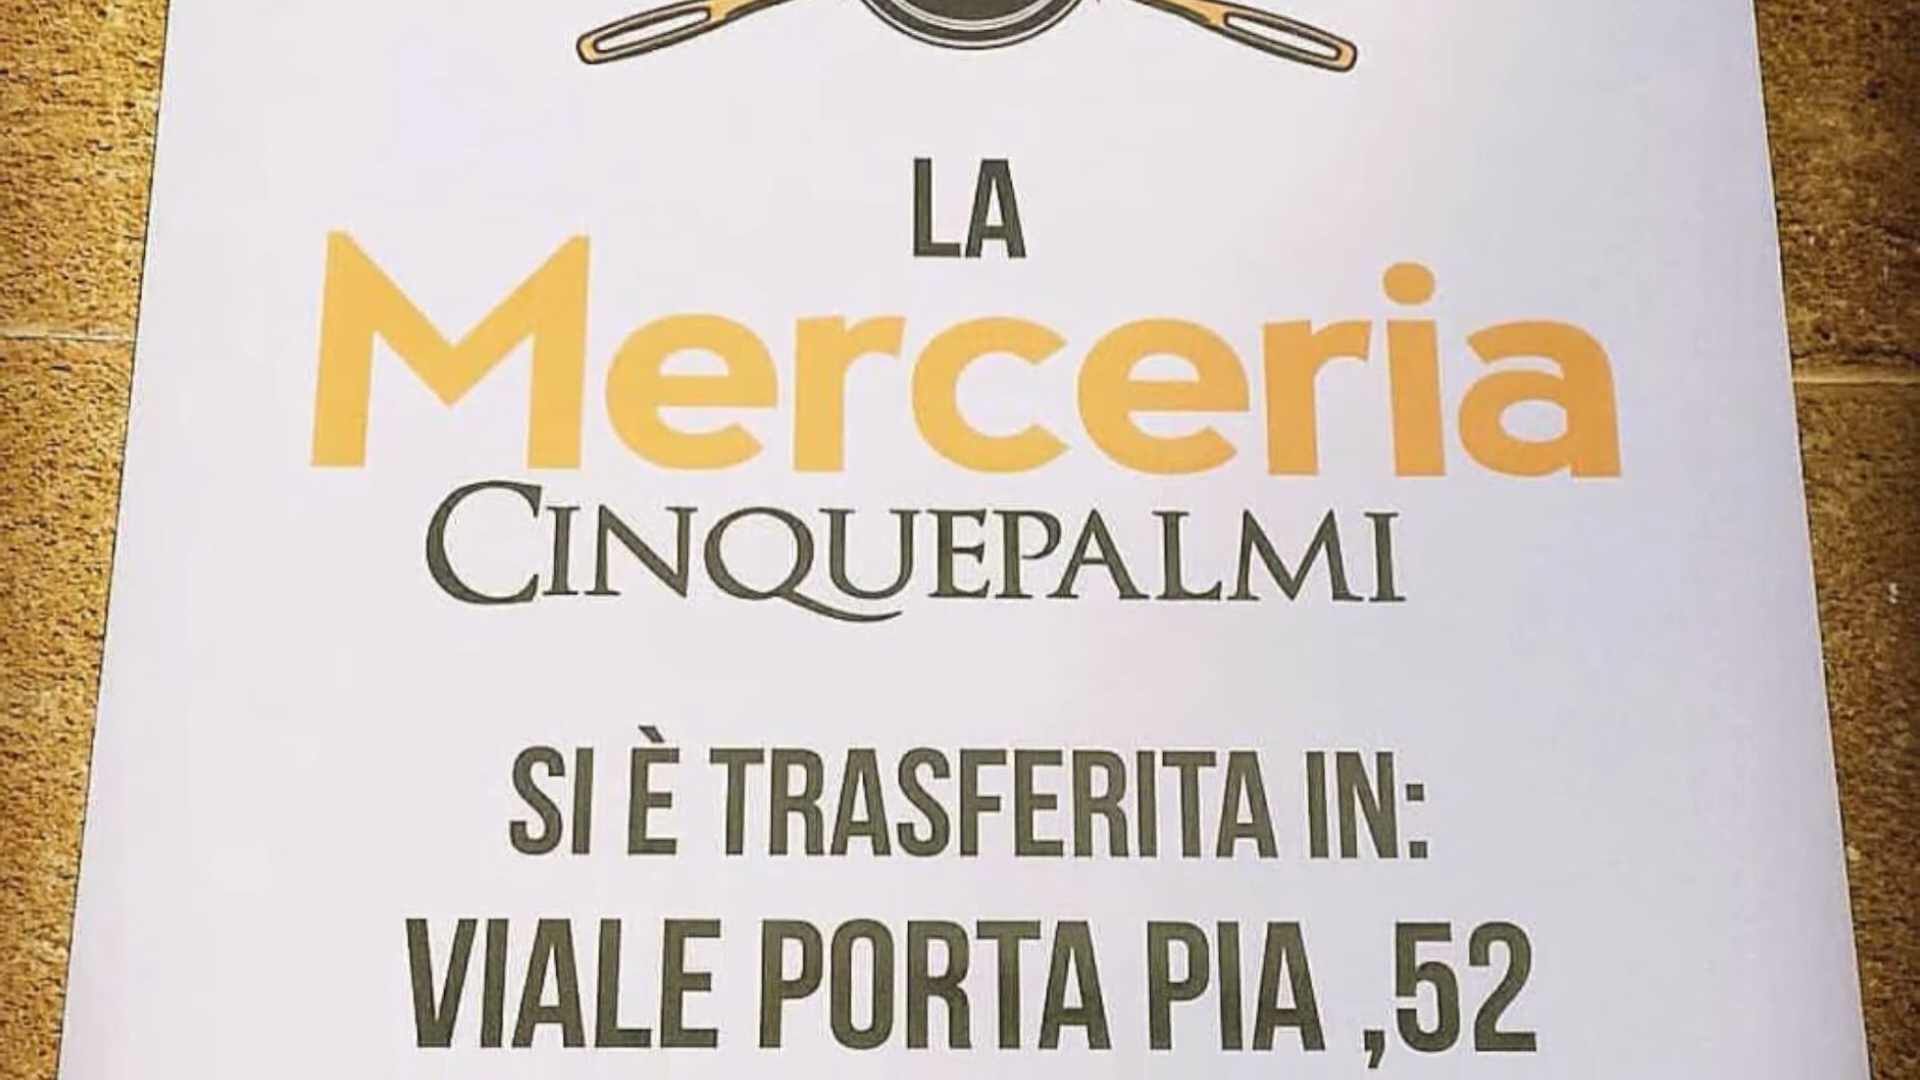 LA
Merceria
CINQUEPALMI
SI È TRASFERITA IN:
VIALE PORTA PIA ,52